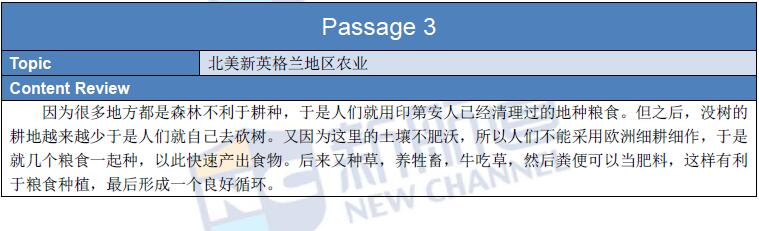 Passage 3
Topic 北美新英格兰地区农业
Content Review
因为很多地方都是森林不利于耕种，于是人们就用印第安人已经清理过的地种粮食。但之后，没树的
耕地越来越少于是人们就自己去砍树。又因为这里的土壤不肥沃，所以人们不能采用欧洲细耕细作，于是
就几个粮食一起种，以此快速产出食物。后来又种草，养牲畜，牛吃草，然后粪便可以当肥料，这样有利
于粮食种植，最后形成一个良好循环。
新航道
NEW CHANNEL